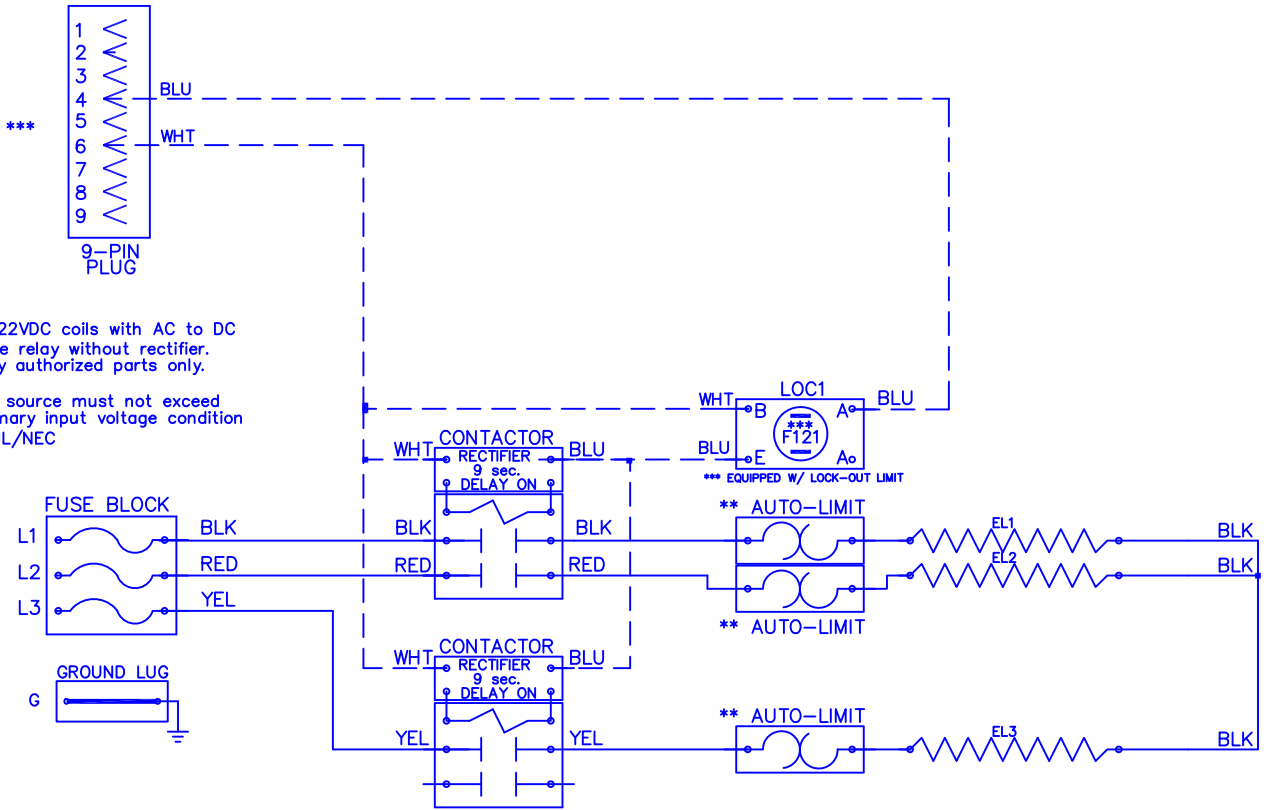 1
2
3
4
5
6
7
8
9
BLU
WHT
***
9-PIN
PLUG
22VDC coils with AC to DC
e relay without rectifier.
y authorized parts only.
source must not exceed
mary input voltage condition
L/NEC
LOC1
WHT
B
A
BLU
***
F121
BLU
E
A
*** EQUIPPED W/ LOCK-OUT LIMIT
CONTACTOR
WHT
RECTIFIER
BLU
9 sec.
DELAY ON
FUSE BLOCK
L1
BLK
BLK
BLK
** AUTO-LIMIT
EL1
BLK
L2
RED
RED
RED
EL2
BLK
L3
YEL
** AUTO-LIMIT
CONTACTOR
WHT
RECTIFIER
BLU
9 sec.
DELAY ON
GROUND LUG
G
YEL
YEL
** AUTO-LIMIT
EL3
BLK